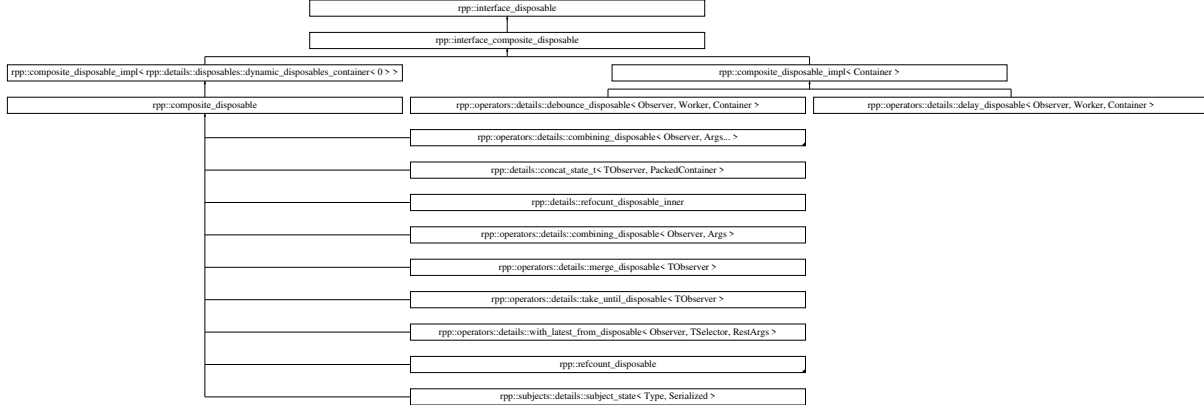 rpp::interface_disposable
rpp::interface_composite_disposable
rpp::composite_disposable_impl< rpp::details::disposables::dynamic_disposables_container< 0 > >
rpp::composite_disposable_impl< Container >
rpp::composite_disposable
rpp::operators::details::debounce_disposable< Observer, Worker, Container >
rpp::operators::details::delay_disposable< Observer, Worker, Container >
rpp::operators::details::combining_disposable< Observer, Args... >
rpp::details::concat_state_t< TObserver, PackedContainer >
rpp::details::refocunt_disposable_inner
rpp::operators::details::combining_disposable< Observer, Args >
rpp::operators::details::merge_disposable< TObserver >
rpp::operators::details::take_until_disposable< TObserver >
rpp::operators::details::with_latest_from_disposable< Observer, TSelector, RestArgs >
rpp::refcount_disposable
rpp::subjects::details::subject_state< Type, Serialized >